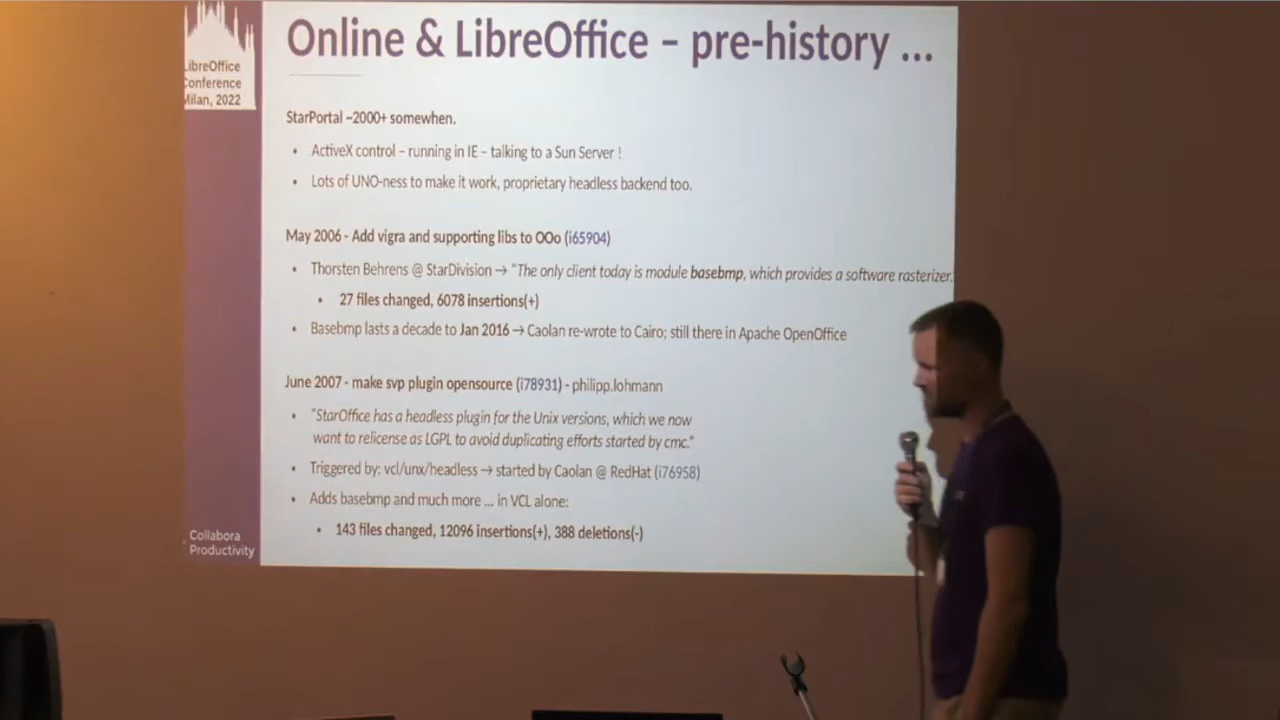 Online & LibreOffice – pre-history ...
LibreOffice
Conference
Milan, 2022
StarPortal ~2000+ somewhen.
• ActiveX control – running in IE – talking to a Sun Server !
• Lots of UNO-ness to make it work, proprietary headless backend too.
May 2006 - Add vigra and supporting libs to OOo (i65904)
• Thorsten Behrens @ StarDivision → "The only client today is module basebmp, which provides a software rasterizer.
• 27 files changed, 6078 insertions(+)
• Basebmp lasts a decade to Jan 2016 → Caolan re-wrote to Cairo; still there in Apache OpenOffice
June 2007 - make svp plugin opensource (i78931) - philipp.lohmann
• "StarOffice has a headless plugin for the Unix versions, which we now
want to relicense as LGPL to avoid duplicating efforts started by cmc."
• Triggered by: vcl/unx/headless → started by Caolan @ RedHat (i76958)
• Adds basebmp and much more ... in VCL alone:
• 143 files changed, 12096 insertions(+), 388 deletions(-)
Collabora
Productivity